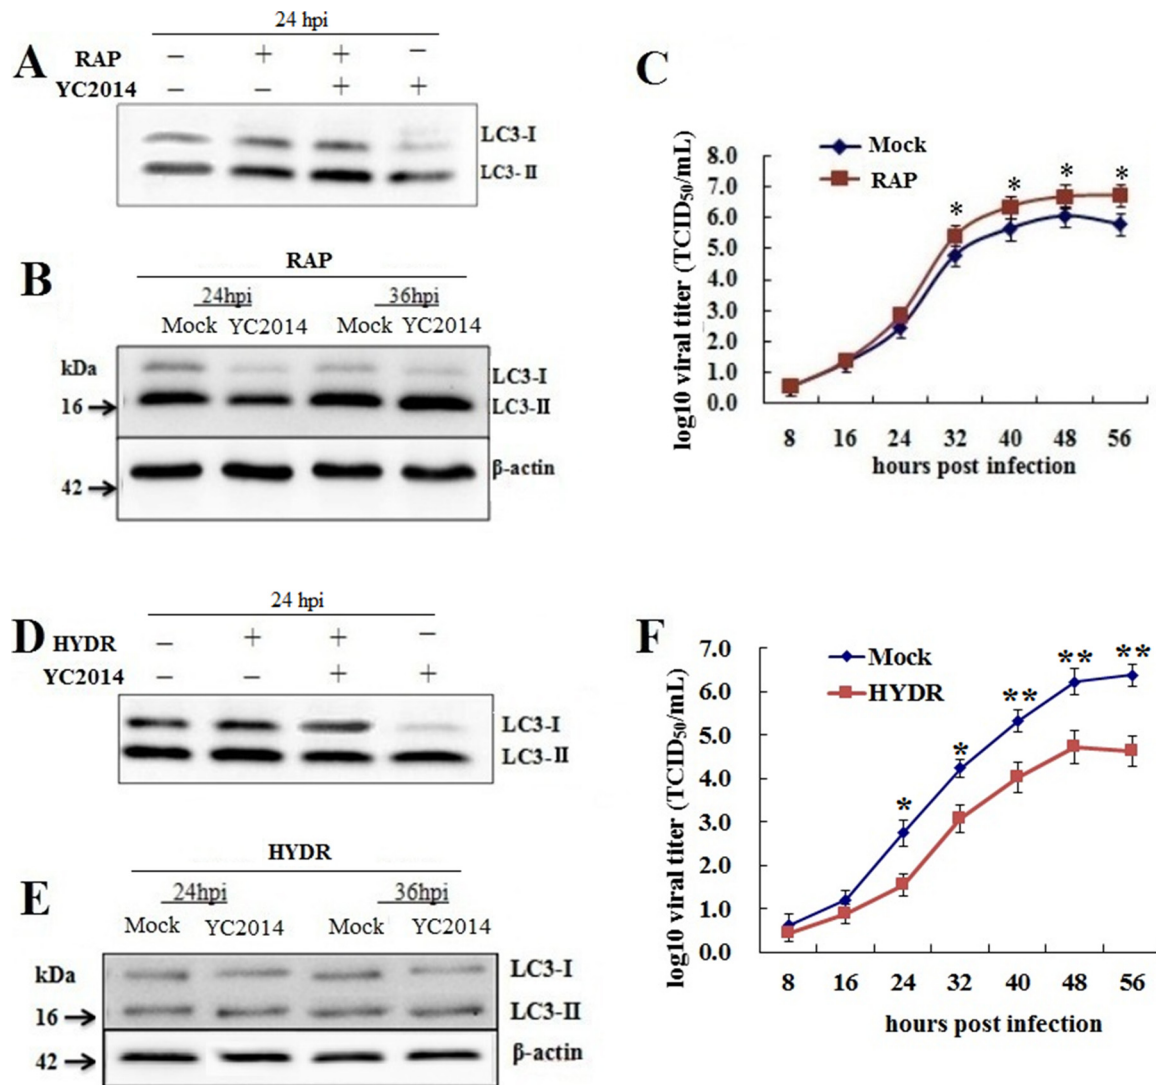 A
24 hpi
RAP − + + −
YC2014 − − + +
LC3-I
LC3- II
B
RAP
24hpi 36hpi
Mock YC2014 Mock YC2014
kDa
LC3-I
16 LC3-II
β-actin
42
C
Mock
RAP
log10 viral titer (TCID50/mL)
8.0
7.0
6.0
5.0
4.0
3.0
2.0
1.0
0.0
* * * * *
8 16 24 32 40 48 56
hours post infection
D
24 hpi
HYDR − + + −
YC2014 − − + +
LC3-I
LC3-II
E
HYDR
24hpi 36hpi
Mock YC2014 Mock YC2014
kDa
LC3-I
16 LC3-II
42 β-actin
F
Mock
HYDR
log10 viral titer (TCID50/mL)
7.0
6.0
5.0
4.0
3.0
2.0
1.0
0.0
* * ** ** **
8 16 24 32 40 48 56
hours post infection